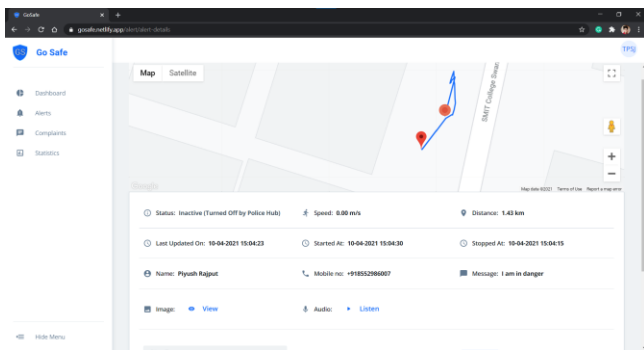 GoSafe
gosafe.netlify.app/alert/alert-details
GS Go Safe
TPSJ
Dashboard
Alerts
Complaints
Statistics
Hide Menu
Map Satellite
SMIT College
Google
Map data ©2021 Terms of Use Report a map error
Status: Inactive (Turned Off by Police Hub) Speed: 0.00 m/s Distance: 1.43 km
Last Updated On: 10-04-2021 15:04:23 Started At: 10-04-2021 15:04:30 Stopped At: 10-04-2021 15:04:15
Name: Piyush Rajput Mobile no: +918552986007 Message: I am in danger
Image: View Audio: Listen